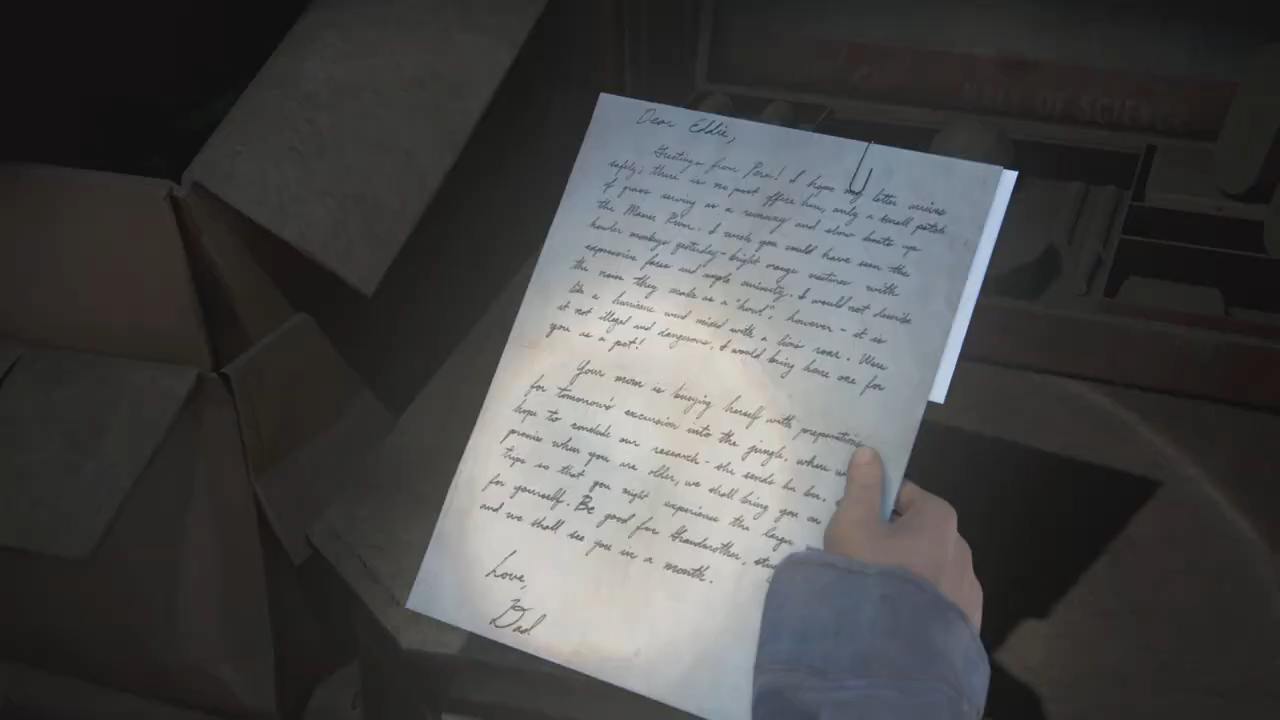 HALL OF SCIENCE
Dear Eddie,
Greetings from Peru! I hope my letter arrives
safely; there is no post office here, only a small patch
of grass serving as a runway and slow boats up
the Manu River. I wish you could have seen the
howler monkeys yesterday - bright orange creatures with
expressive faces and ample curiosity. I would not describe
the noise they make as a "howl", however - it is
like a hurricane wind mixed with a lion's roar. Were
it not illegal and dangerous, I would bring home one for
you as a pet!
Your mom is busying herself with preparations
for tomorrow's excursion into the jungle, where we
hope to conclude our research - she sends her love.
promise when you are older, we shall bring you on
trips so that you might experience the larger
for yourself. Be good for Grandmother,
and we shall see you in a month.
Love,
Dad